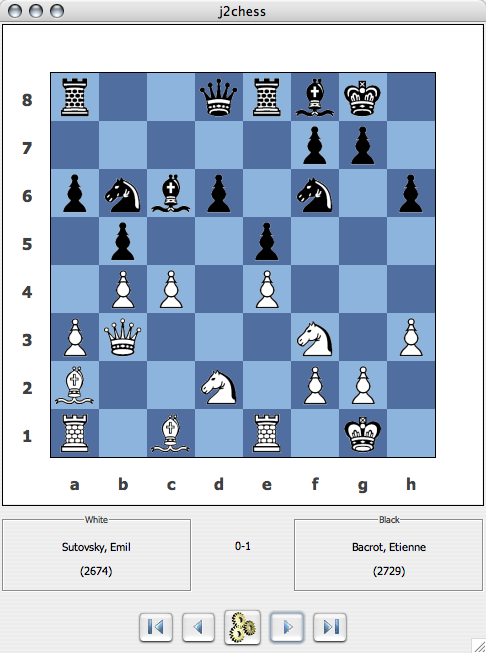 j2chess
8
7
6
5
4
3
2
1
a b c d e f g h
White
Sutovsky, Emil
(2674)
0-1
Black
Bacrot, Etienne
(2729)